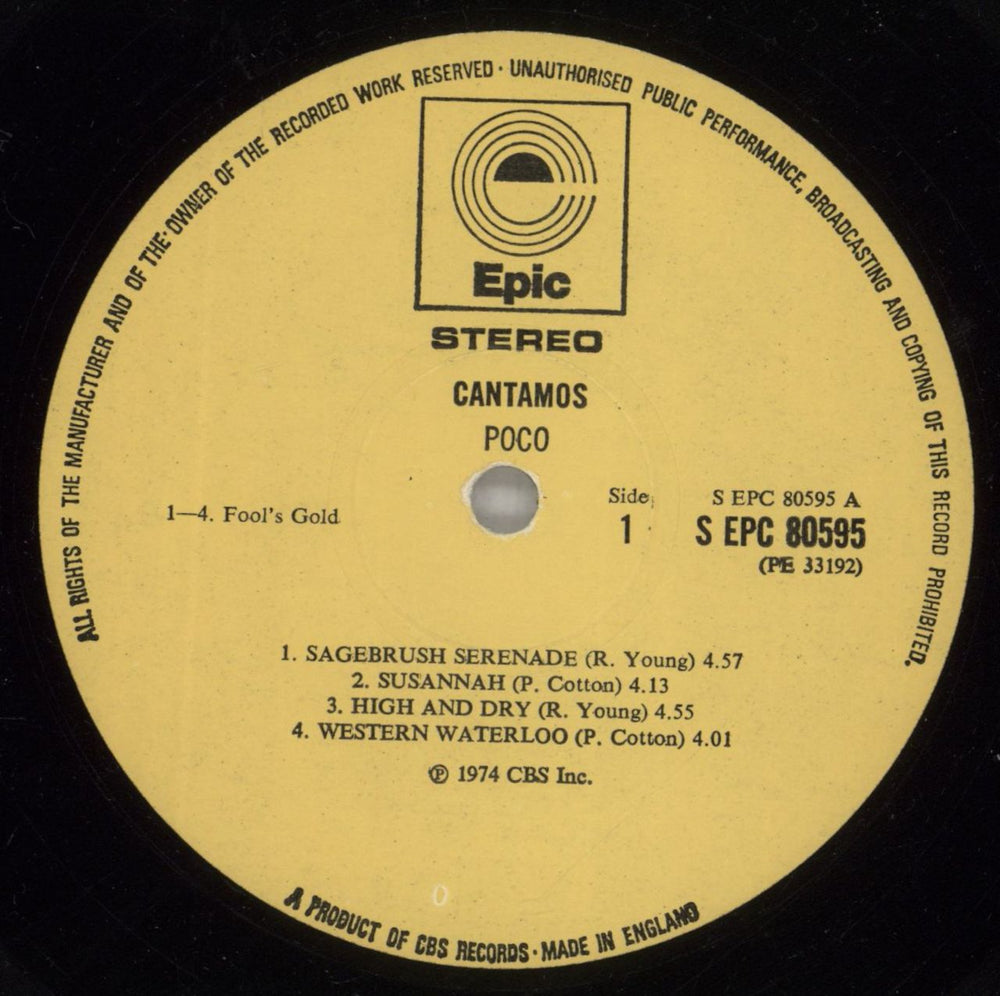 ALL RIGHTS OF THE MANUFACTURER AND OF THE·OWNER OF THE RECORDED WORK RESERVED · UNAUTHORISED PUBLIC PERFORMANCE, BROADCASTING AND COPYING OF THIS RECORD PROHIBITED.
Epic
STEREO
CANTAMOS
POCO
1—4. Fool's Gold
Side
1
S EPC 80595 A
S EPC 80595
(PE 33192)
1. SAGEBRUSH SERENADE (R. Young) 4.57
2. SUSANNAH (P. Cotton) 4.13
3. HIGH AND DRY (R. Young) 4.55
4. WESTERN WATERLOO (P. Cotton) 4.01
℗ 1974 CBS Inc.
A PRODUCT OF CBS RECORDS · MADE IN ENGLAND